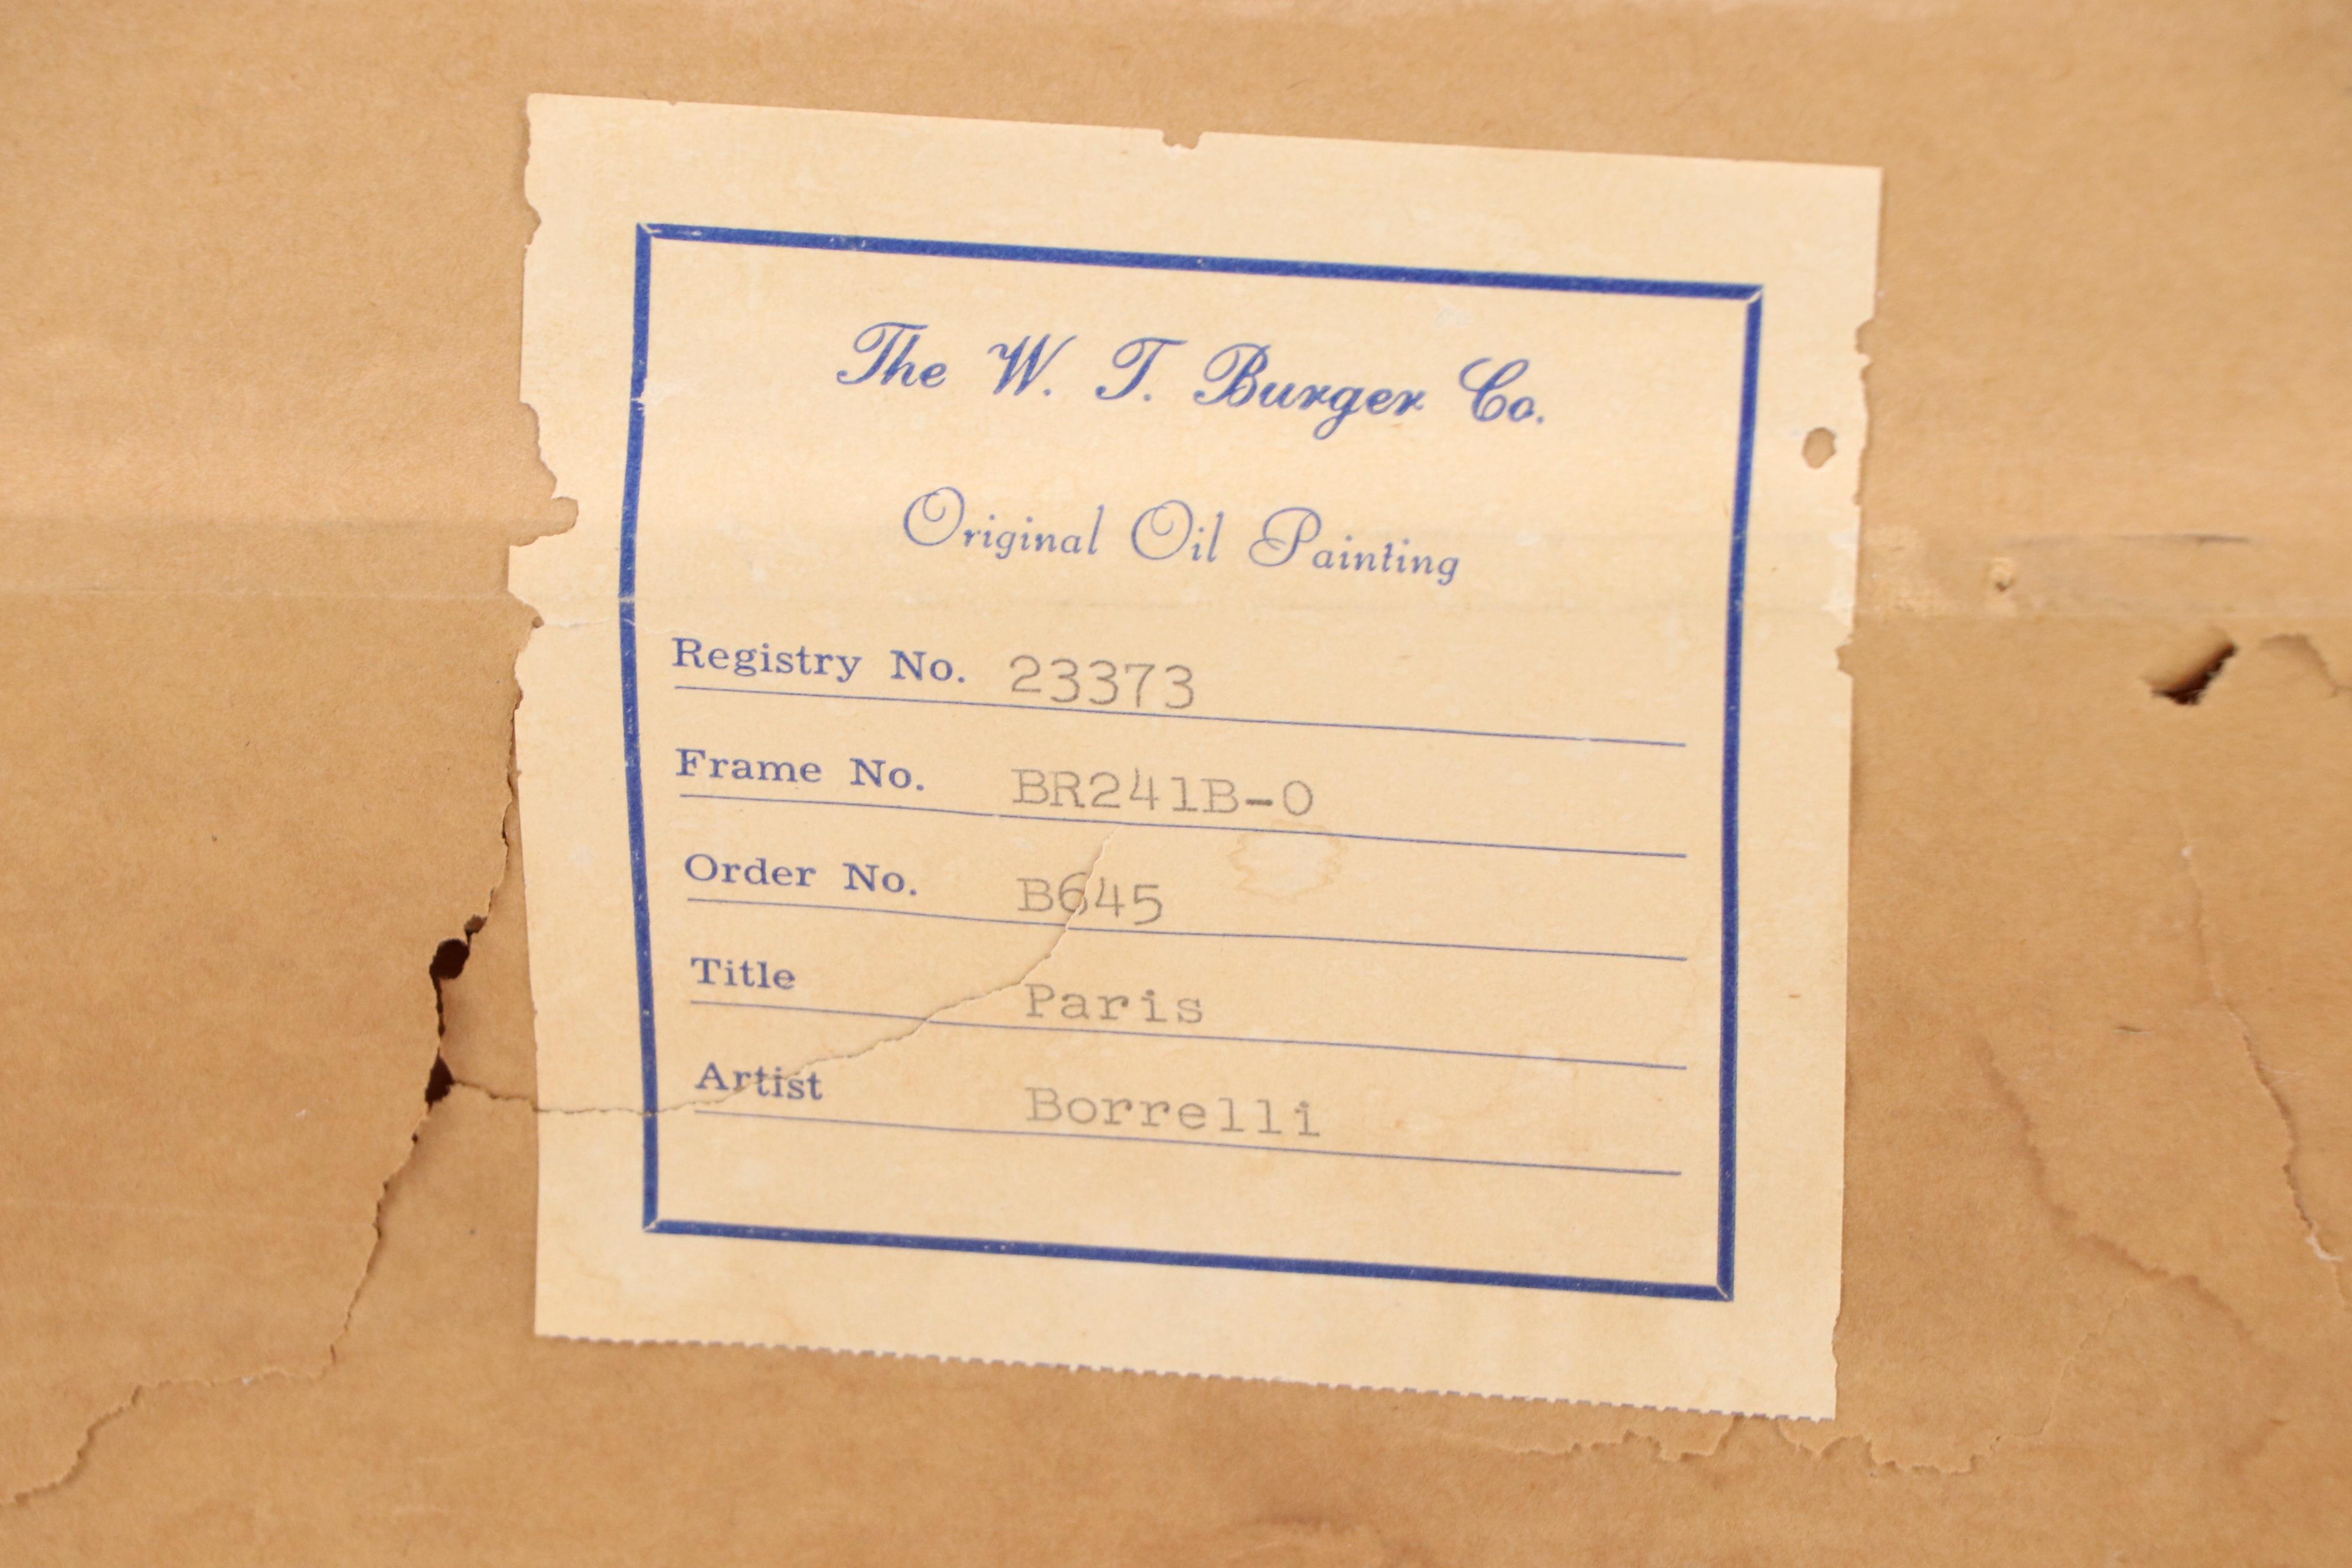 The W. T. Burger Co.
Original Oil Painting
Registry No. 23373
Frame No. BR241B-0
Order No. B645
Title Paris
Artist Borrelli